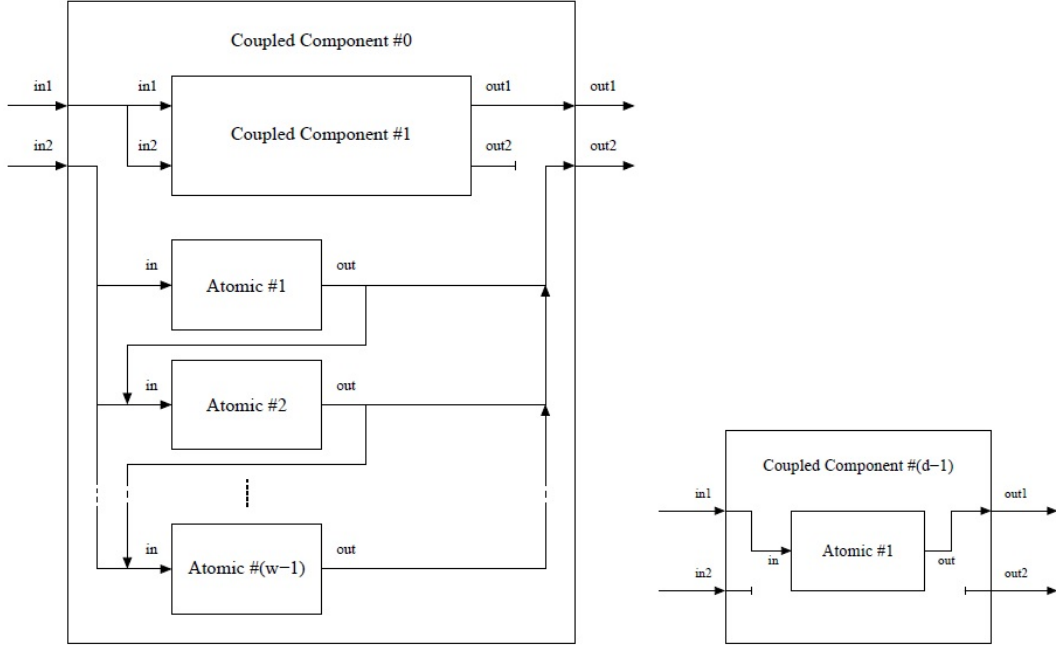 Coupled Component #0
in1 in1 out1 out1
Coupled Component #1
in2 in2 out2 out2
in out
Atomic #1
in out
Atomic #2
in out
Atomic #(w−1)
Coupled Component #(d−1)
in1 out1
Atomic #1
in out
in2 out2